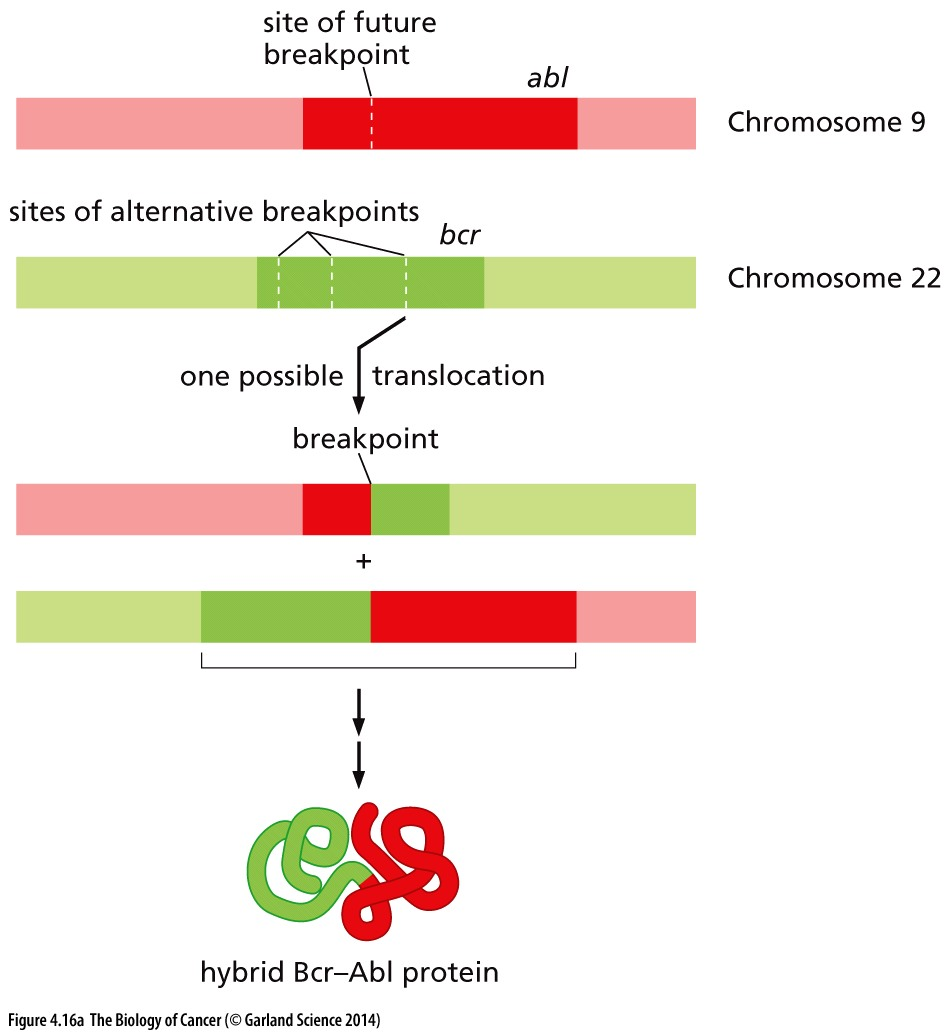 site of future
breakpoint
abl
Chromosome 9
sites of alternative breakpoints
bcr
Chromosome 22
one possible translocation
breakpoint
+
hybrid Bcr–Abl protein
Figure 4.16a The Biology of Cancer (© Garland Science 2014)